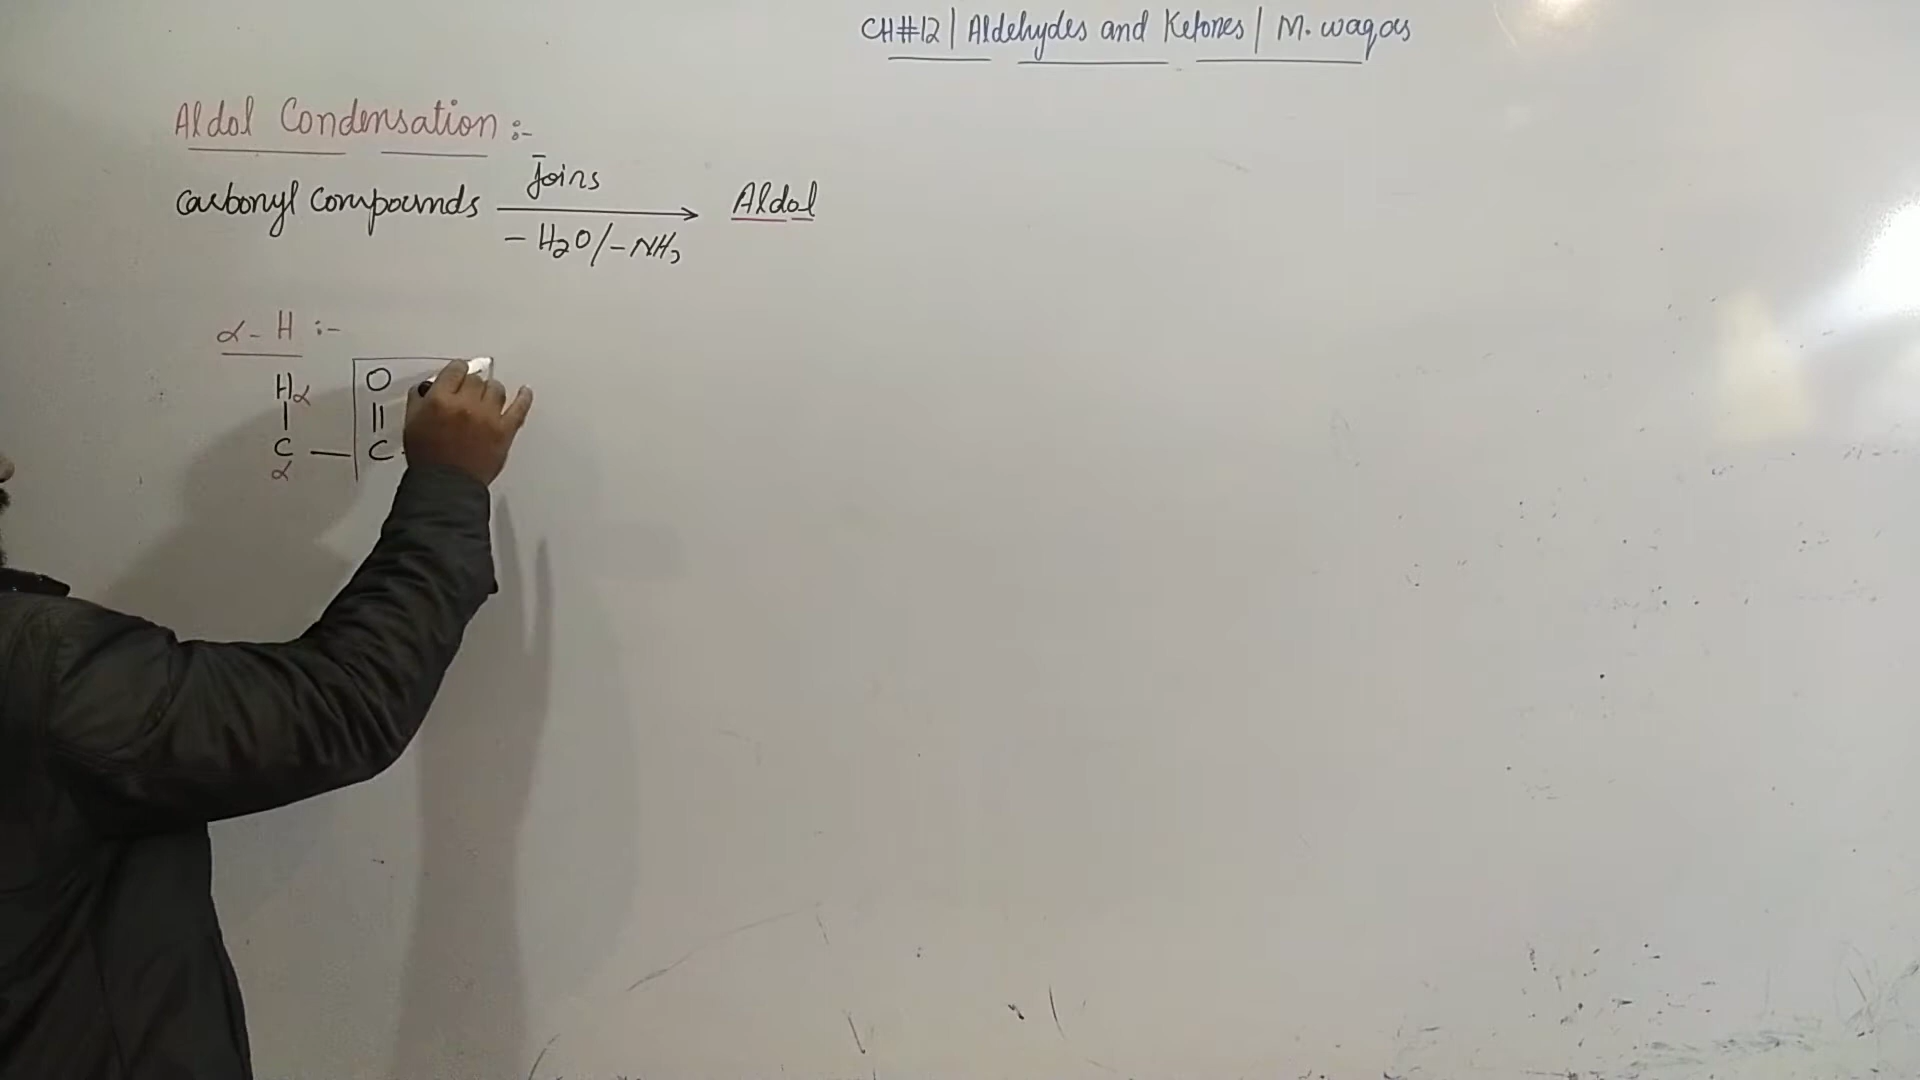 CH#12 | Aldehydes and Ketones | M. waqas
Aldol Condensation :-
Carbonyl Compounds Joins → Aldol
- H2O/- NH3
α - H :-
Hα O
| ||
C — C
α